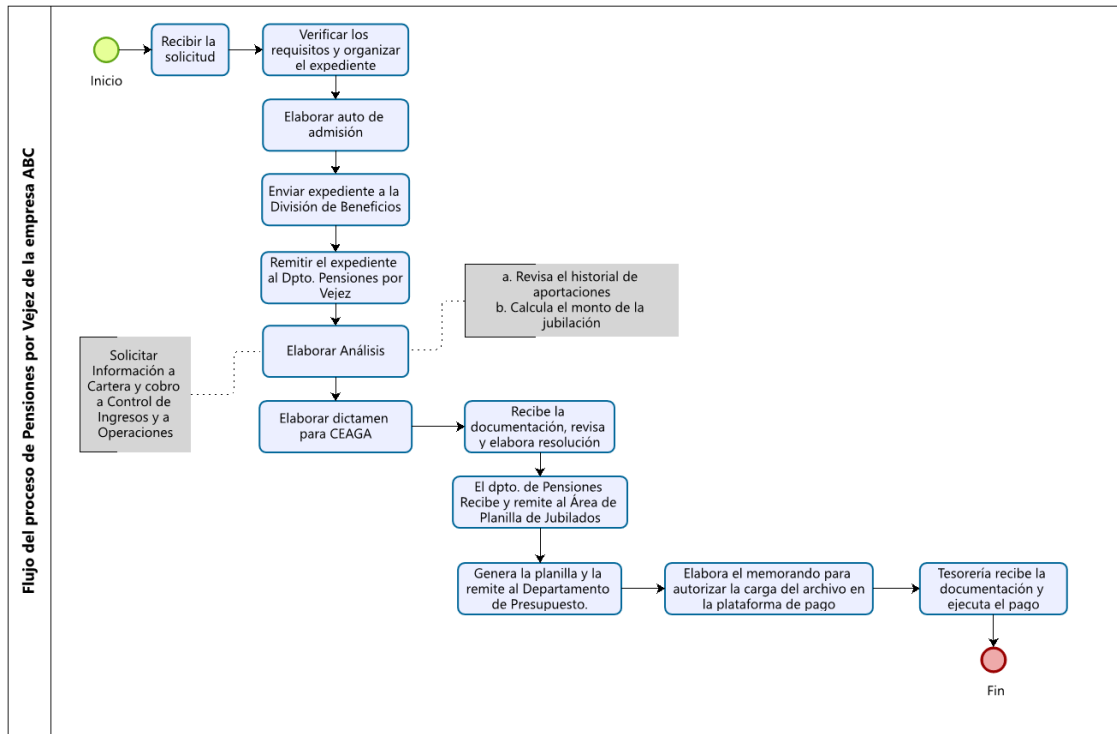 Flujo del proceso de Pensiones por Vejez de la empresa ABC
Inicio
Recibir la
solicitud
Verificar los
requisitos y organizar
el expediente
Elaborar auto de
admisión
Enviar expediente a la
División de Beneficios
Remitir el expediente
al Dpto. Pensiones por
Vejez
a. Revisa el historial de
aportaciones
b. Calcula el monto de la
jubilación
Elaborar Análisis
Solicitar
Información a
Cartera y cobro
a Control de
Ingresos y a
Operaciones
Elaborar dictamen
para CEAGA
Recibe la
documentación, revisa
y elabora resolución
El dpto. de Pensiones
Recibe y remite al Área de
Planilla de Jubilados
Genera la planilla y la
remite al Departamento
de Presupuesto.
Elabora el memorando para
autorizar la carga del archivo en
la plataforma de pago
Tesorería recibe la
documentación y
ejecuta el pago
Fin